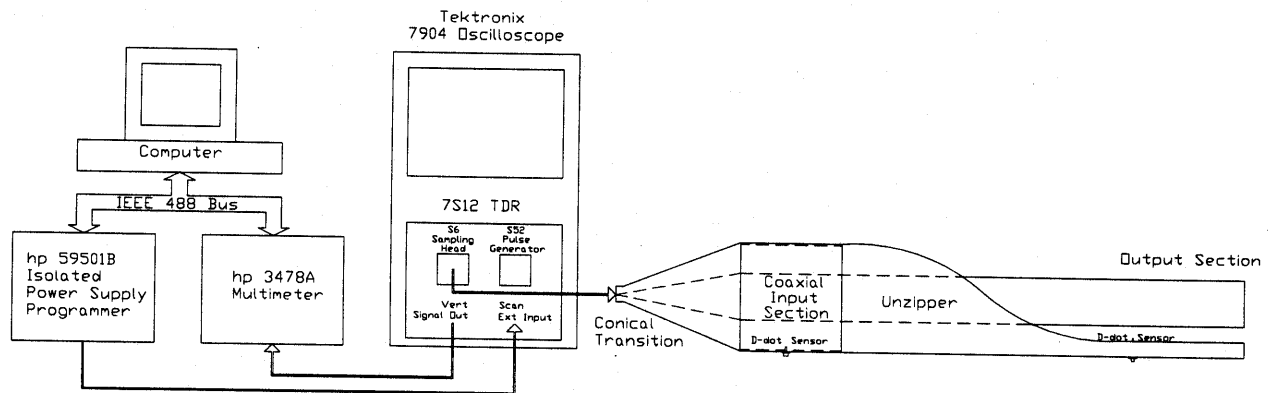 Tektronix
7904 Oscilloscope
Computer
IEEE 488 Bus
hp 59501B
Isolated
Power Supply
Programmer
hp 3478A
Multimeter
7S12 TDR
S6
Sampling
Head
S52
Pulse
Generator
Vert
Signal Out
Scan
Ext Input
Conical
Transition
Coaxial
Input
Section
D-dot Sensor
Unzipper
Output Section
D-dot Sensor